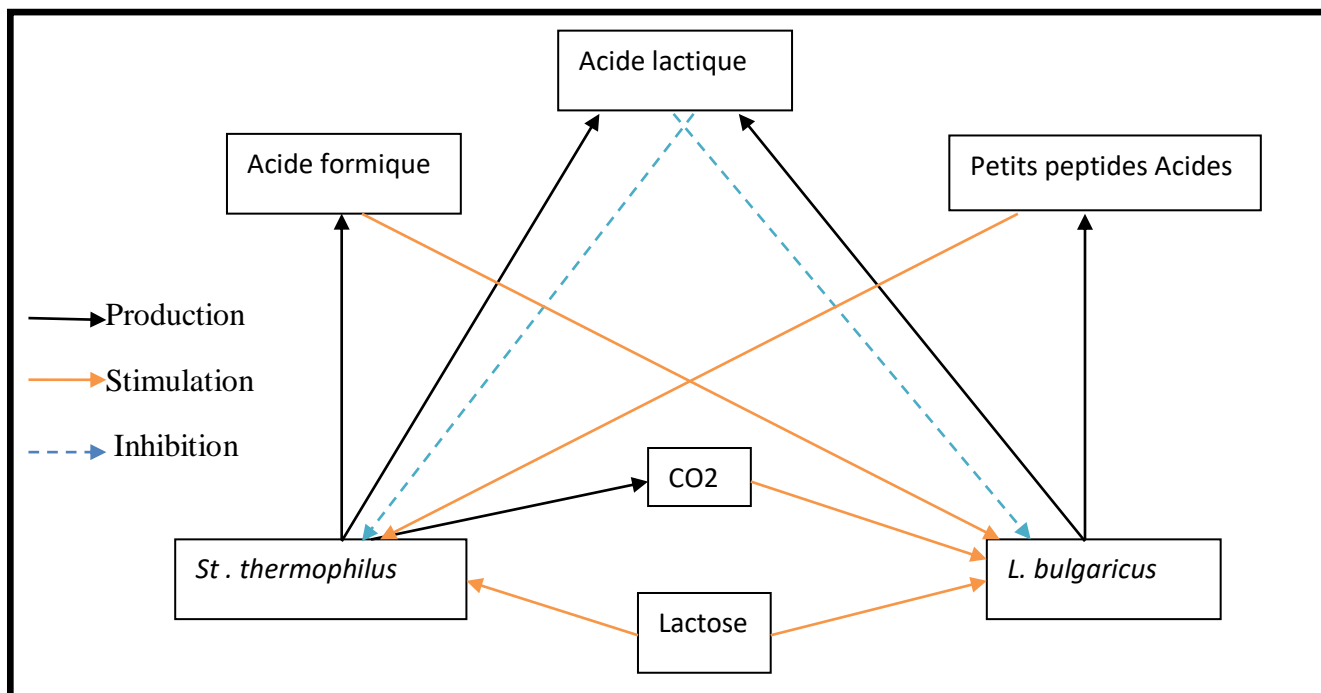 Acide lactique
Acide formique
Petits peptides Acides
Production
Stimulation
Inhibition
CO2
St . thermophilus
L. bulgaricus
Lactose